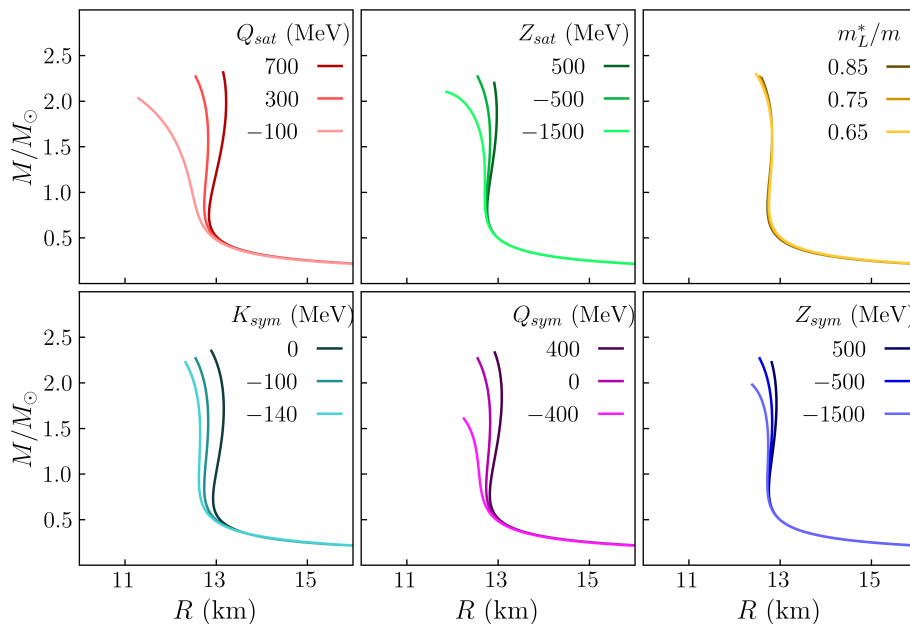 Q_sat (MeV)
700
300
−100
Z_sat (MeV)
500
−500
−1500
m*_L/m
0.85
0.75
0.65
M/M⊙
2.5
2.0
1.5
1.0
0.5
K_sym (MeV)
0
−100
−140
Q_sym (MeV)
400
0
−400
Z_sym (MeV)
500
−500
−1500
M/M⊙
2.5
2.0
1.5
1.0
0.5
11 13 15 11 13 15 11 13 15
R (km) R (km) R (km)